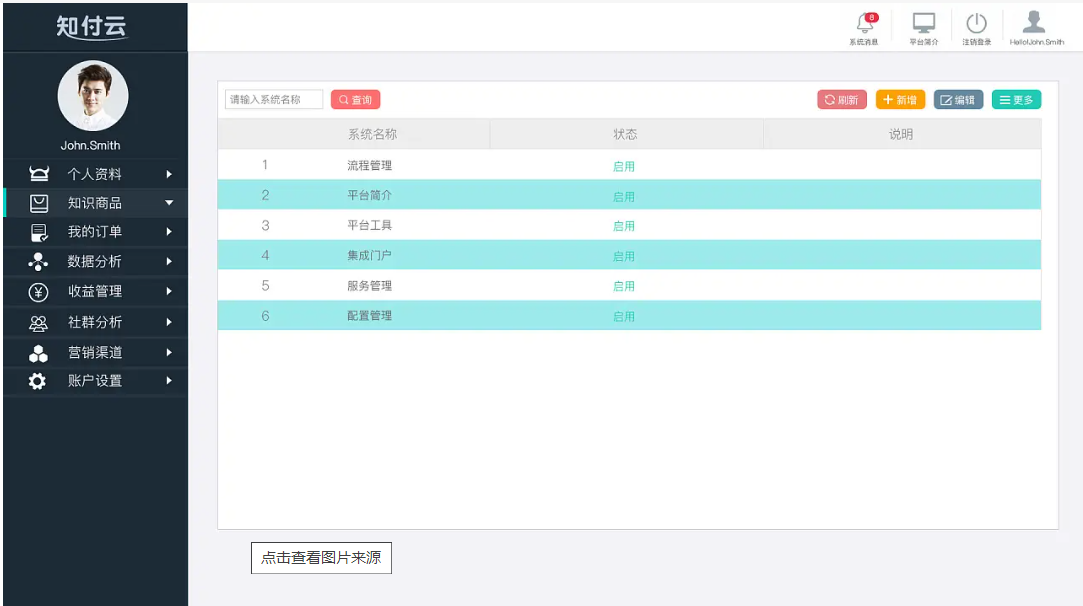 知付云
系统消息 8
平台简介
注销登录
Hello!John.Smith
John.Smith
个人资料
知识商品
我的订单
数据分析
收益管理
社群分析
营销渠道
账户设置
请输入系统名称 查询 刷新 新增 编辑 更多
系统名称 状态 说明
1 流程管理 启用
2 平台简介 启用
3 平台工具 启用
4 集成门户 启用
5 服务管理 启用
6 配置管理 启用
点击查看图片来源